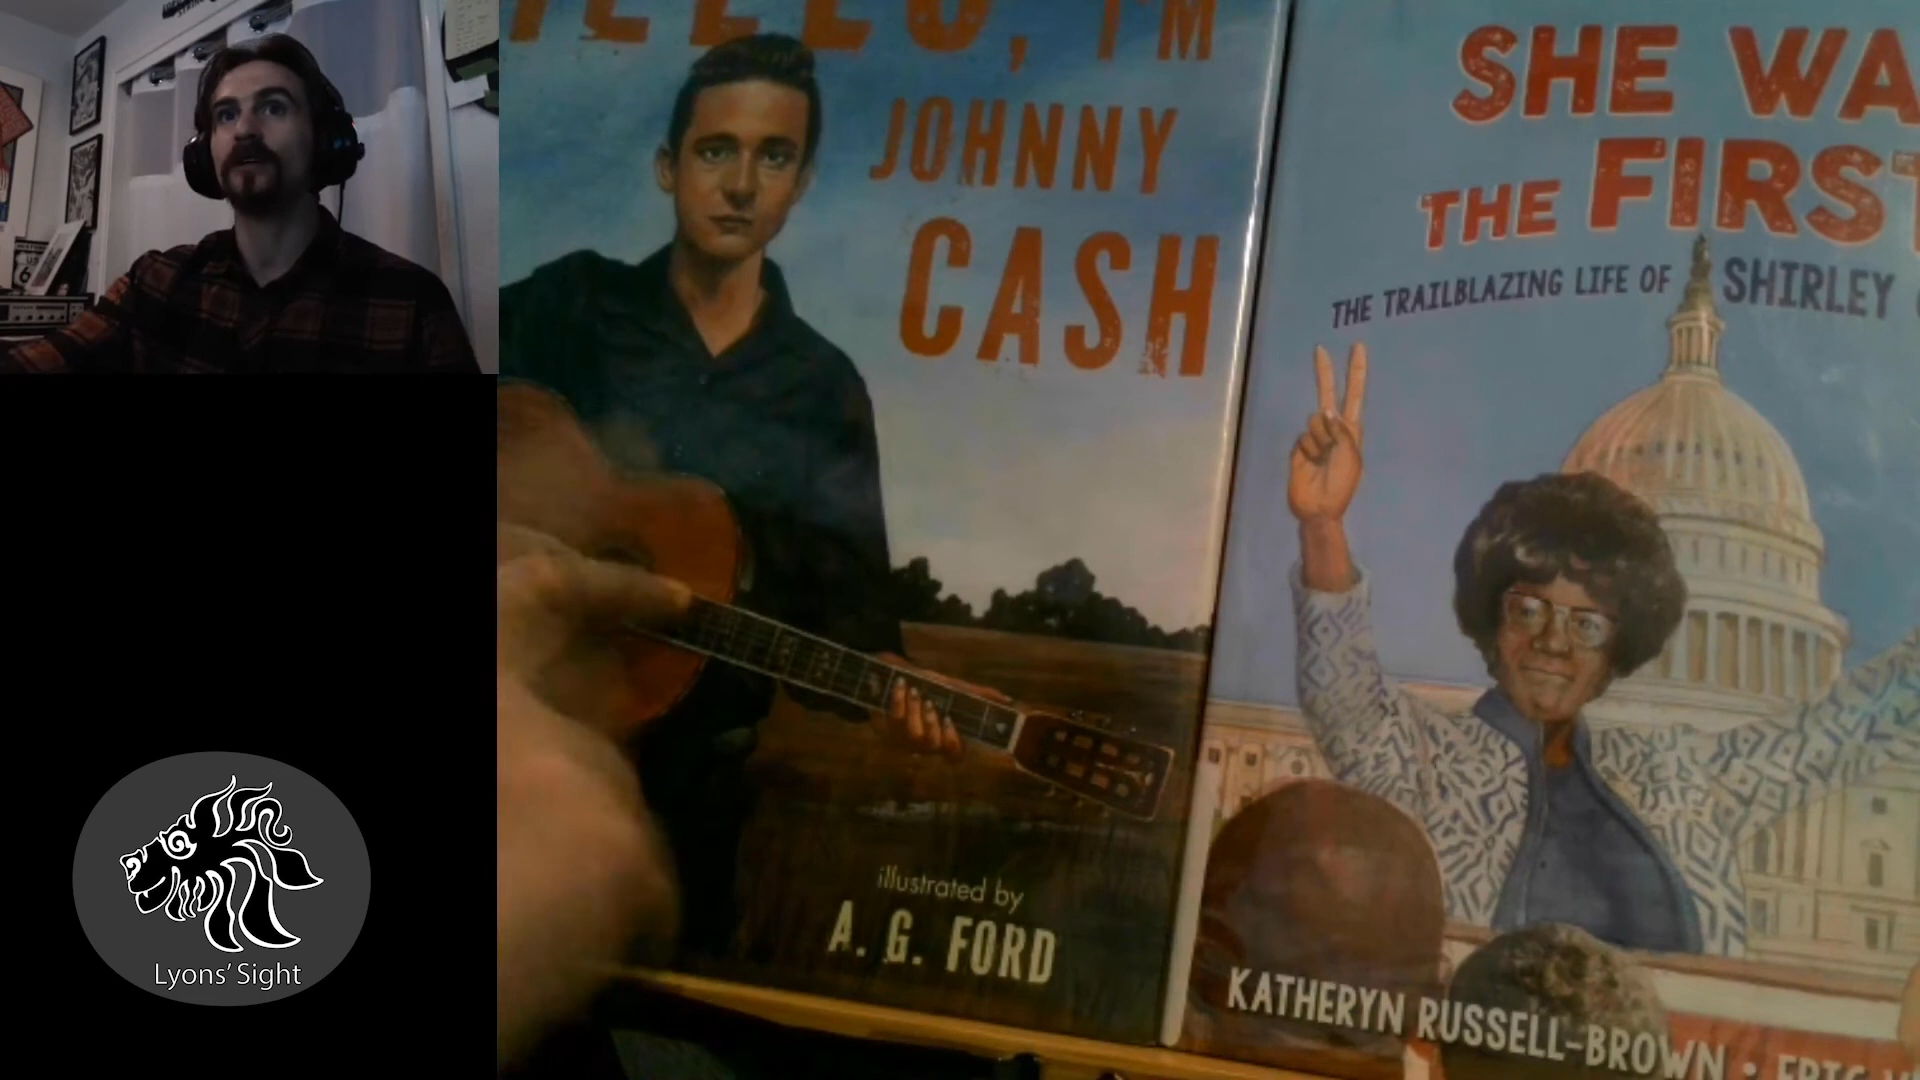 I'M
JOHNNY
CASH
illustrated by
A. G. FORD
SHE WA
THE FIRST
THE TRAILBLAZING LIFE OF SHIRLEY
KATHERYN RUSSELL-BROWN • ERIC
Lyons' Sight